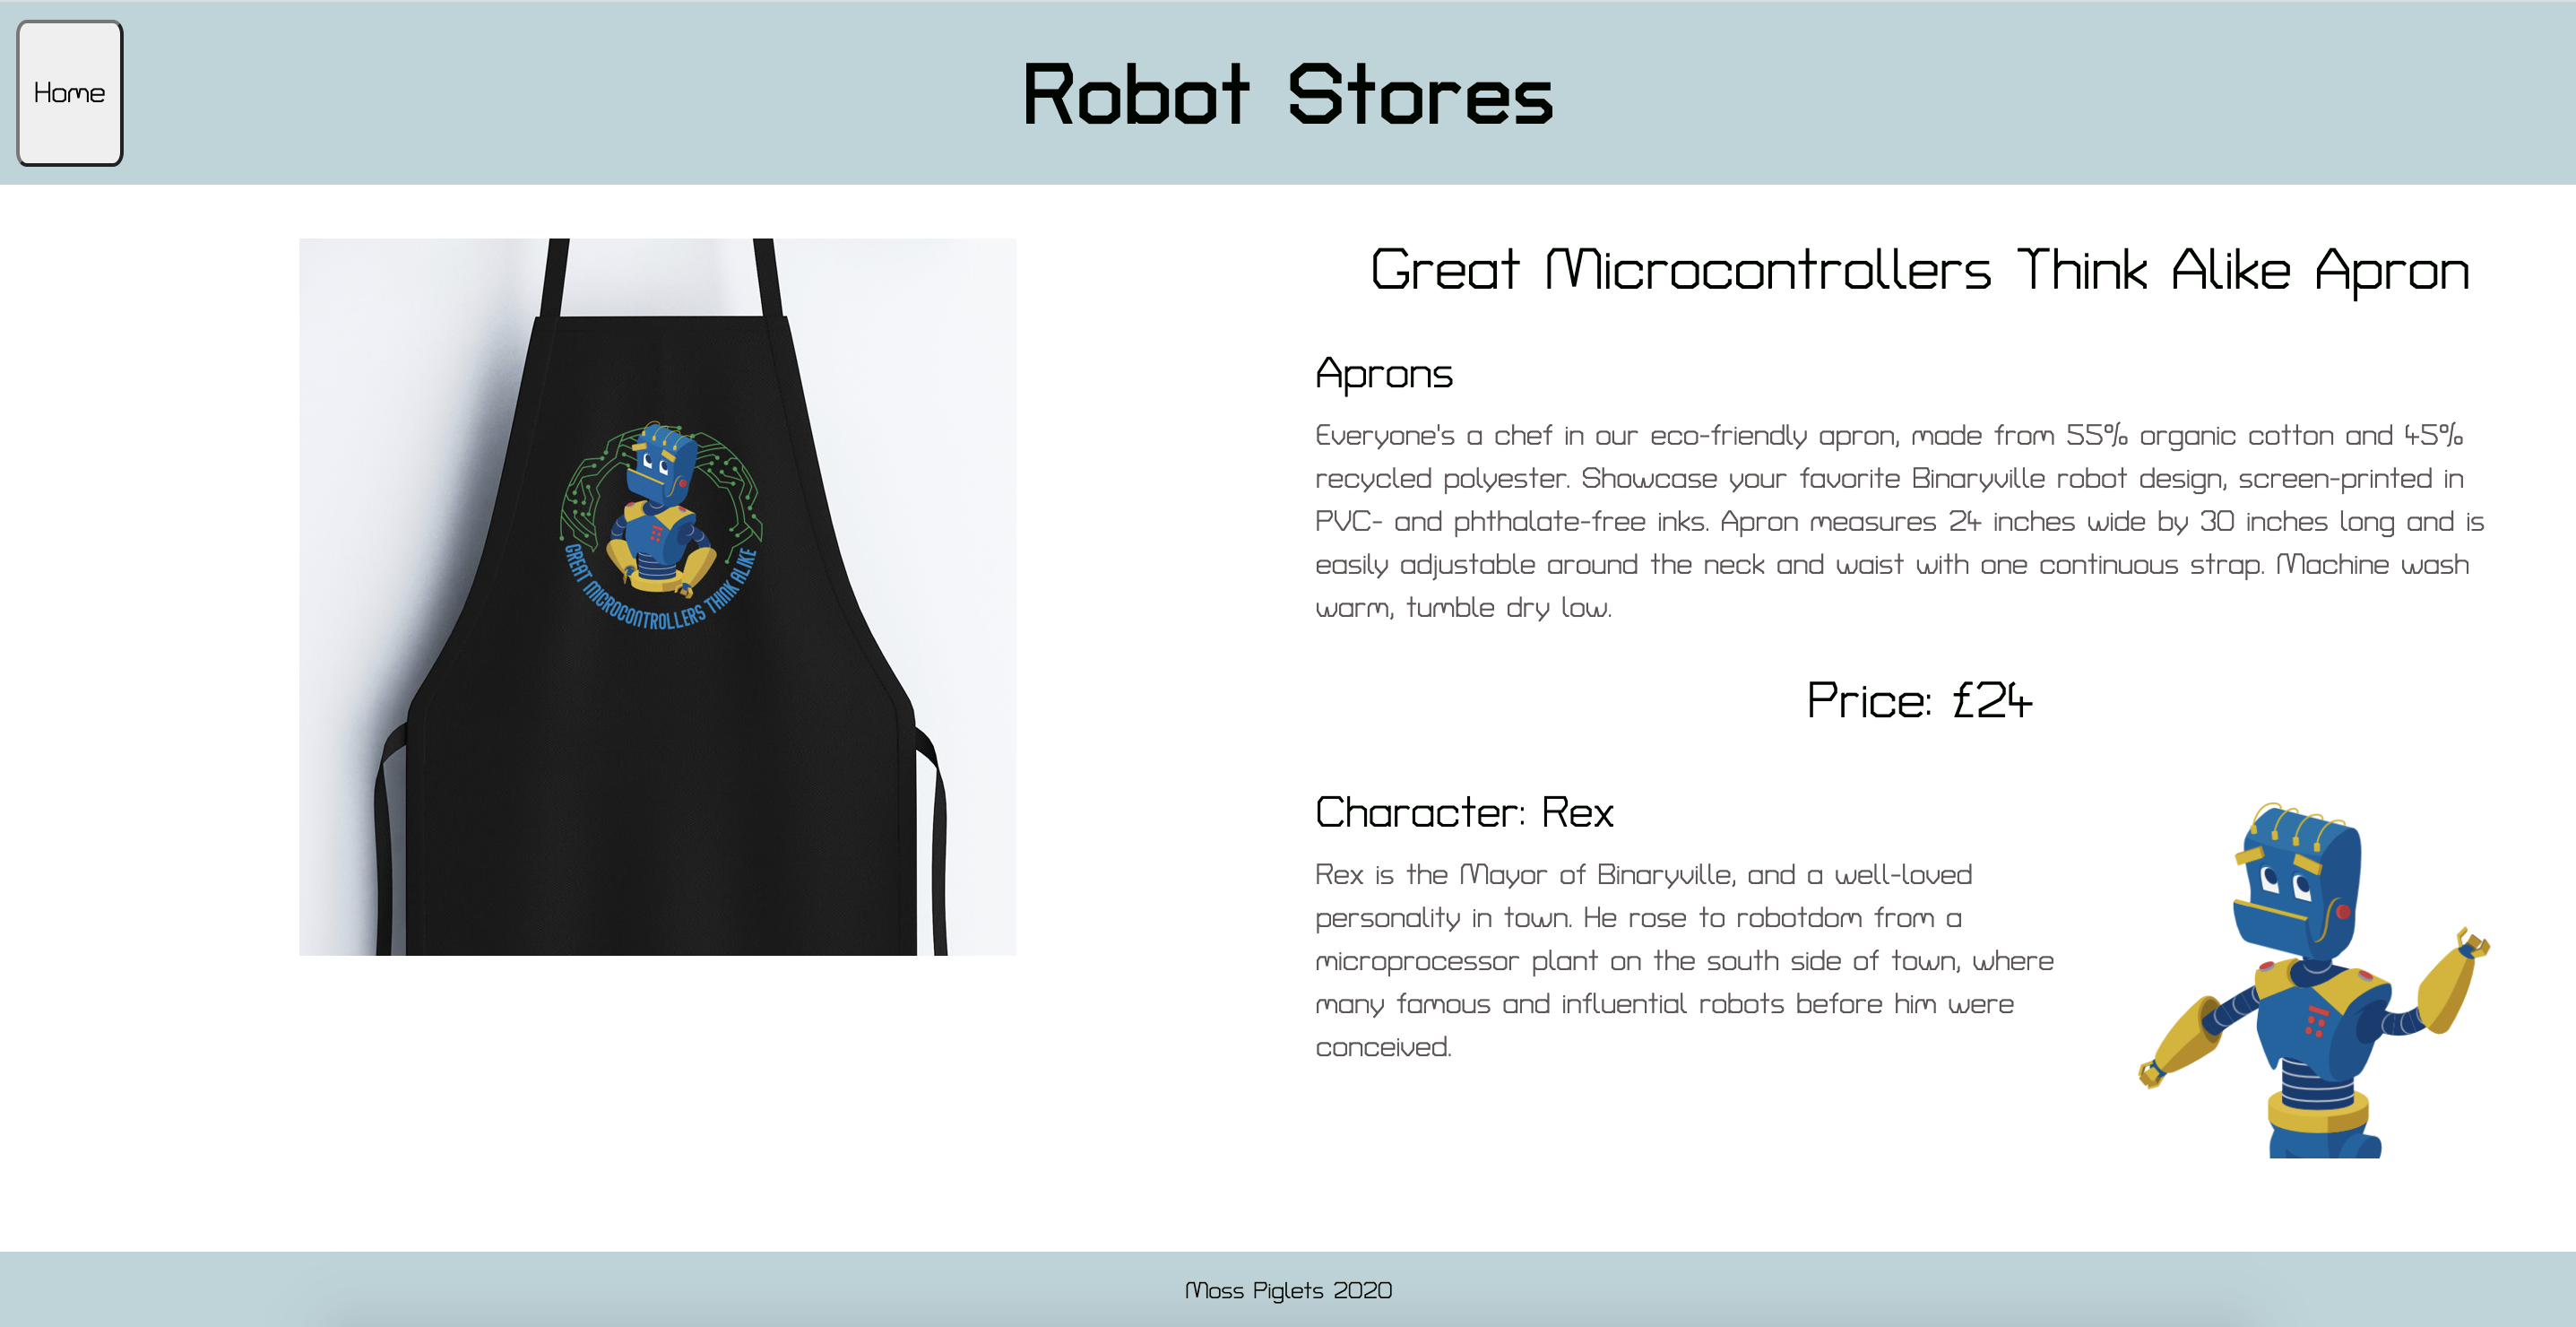 Home
Robot Stores
GREAT MICROCONTROLLERS THINK ALIKE
Great Microcontrollers Think Alike Apron
Aprons
Everyone's a chef in our eco-friendly apron, made from 55% organic cotton and 45%
recycled polyester. Showcase your favorite Binaryville robot design, screen-printed in
PVC- and phthalate-free inks. Apron measures 24 inches wide by 30 inches long and is
easily adjustable around the neck and waist with one continuous strap. Machine wash
warm, tumble dry low.
Price: £24
Character: Rex
Rex is the Mayor of Binaryville, and a well-loved
personality in town. He rose to robotdom from a
microprocessor plant on the south side of town, where
many famous and influential robots before him were
conceived.
Moss Piglets 2020